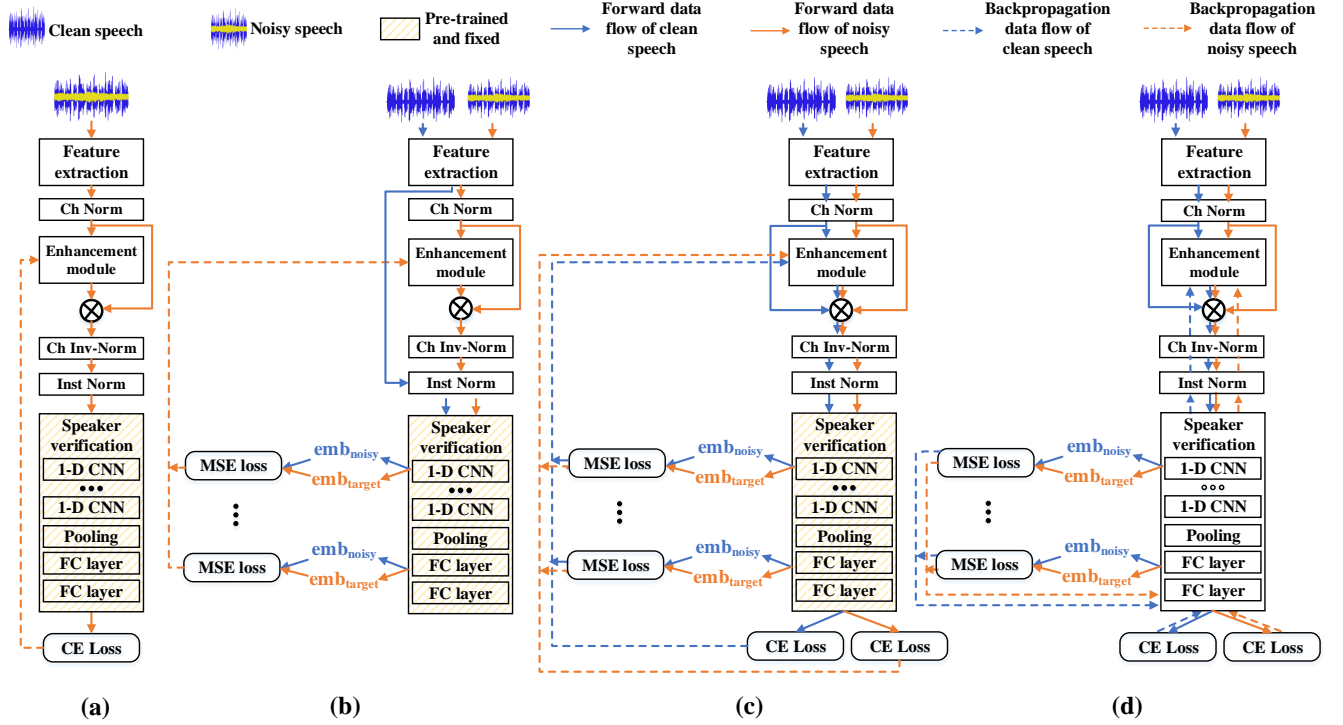 Clean speech
Noisy speech
Pre-trained
and fixed
Forward data
flow of clean
speech
Forward data
flow of noisy
speech
Backpropagation
data flow of
clean speech
Backpropagation
data flow of
noisy speech
Feature
extraction
Ch Norm
Enhancement
module
Ch Inv-Norm
Inst Norm
Speaker
verification
1-D CNN
1-D CNN
Pooling
FC layer
FC layer
CE Loss
(a)
Feature
extraction
Ch Norm
Enhancement
module
Ch Inv-Norm
Inst Norm
Speaker
verification
1-D CNN
1-D CNN
Pooling
FC layer
FC layer
MSE loss
emb_noisy
emb_target
MSE loss
emb_noisy
emb_target
(b)
Feature
extraction
Ch Norm
Enhancement
module
Ch Inv-Norm
Inst Norm
Speaker
verification
1-D CNN
1-D CNN
Pooling
FC layer
FC layer
MSE loss
emb_noisy
emb_target
MSE loss
emb_noisy
emb_target
CE Loss
CE Loss
(c)
Feature
extraction
Ch Norm
Enhancement
module
Ch Inv-Norm
Inst Norm
Speaker
verification
1-D CNN
1-D CNN
Pooling
FC layer
FC layer
MSE loss
emb_noisy
emb_target
MSE loss
emb_noisy
emb_target
CE Loss
CE Loss
(d)